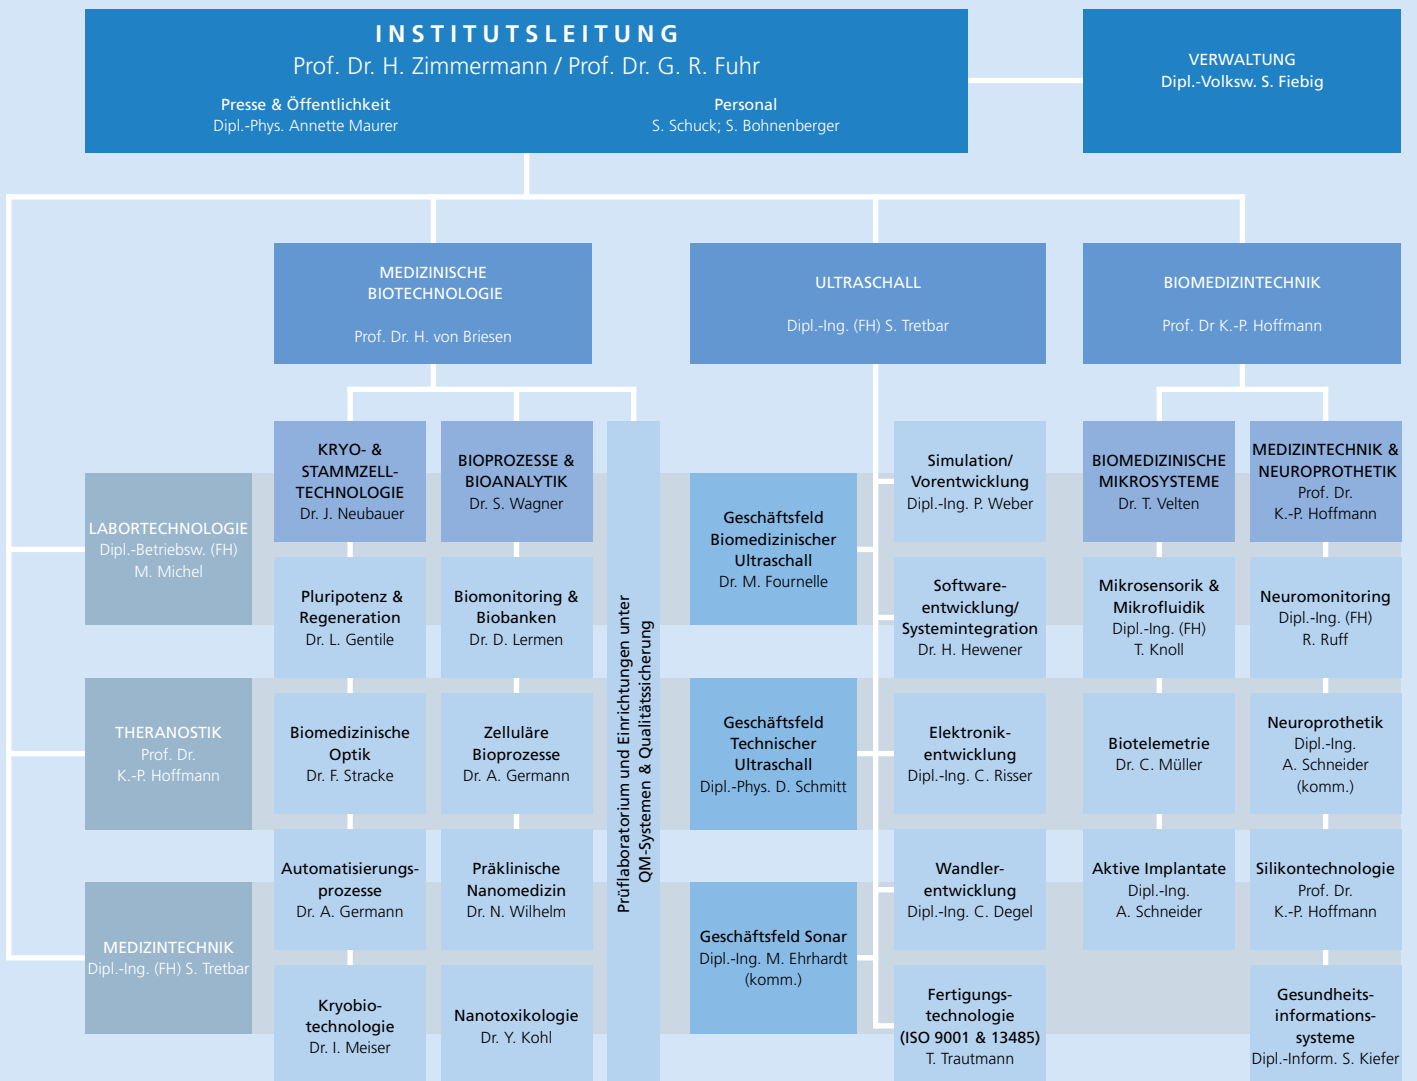 INSTITUTSLEITUNG
Prof. Dr. H. Zimmermann / Prof. Dr. G. R. Fuhr
Presse & Öffentlichkeit
Dipl.-Phys. Annette Maurer
Personal
S. Schuck; S. Bohnenberger
VERWALTUNG
Dipl.-Volksw. S. Fiebig
MEDIZINISCHE
BIOTECHNOLOGIE
Prof. Dr. H. von Briesen
ULTRASCHALL
Dipl.-Ing. (FH) S. Tretbar
BIOMEDIZINTECHNIK
Prof. Dr K.-P. Hoffmann
LABORTECHNOLOGIE
Dipl.-Betriebsw. (FH)
M. Michel
THERANOSTIK
Prof. Dr.
K.-P. Hoffmann
MEDIZINTECHNIK
Dipl.-Ing. (FH) S. Tretbar
KRYO- &
STAMMZELL-
TECHNOLOGIE
Dr. J. Neubauer
Pluripotenz &
Regeneration
Dr. L. Gentile
Biomedizinische
Optik
Dr. F. Stracke
Automatisierungs-
prozesse
Dr. A. Germann
Kryobio-
technologie
Dr. I. Meiser
BIOPROZESSE &
BIOANALYTIK
Dr. S. Wagner
Biomonitoring &
Biobanken
Dr. D. Lermen
Zelluläre
Bioprozesse
Dr. A. Germann
Präklinische
Nanomedizin
Dr. N. Wilhelm
Nanotoxikologie
Dr. Y. Kohl
Prüflaboratorium und Einrichtungen unter
QM-Systemen & Qualitätssicherung
Geschäftsfeld
Biomedizinischer
Ultraschall
Dr. M. Fournelle
Geschäftsfeld
Technischer
Ultraschall
Dipl.-Phys. D. Schmitt
Geschäftsfeld Sonar
Dipl.-Ing. M. Ehrhardt
(komm.)
Simulation/
Vorentwicklung
Dipl.-Ing. P. Weber
Software-
entwicklung/
Systemintegration
Dr. H. Hewener
Elektronik-
entwicklung
Dipl.-Ing. C. Risser
Wandler-
entwicklung
Dipl.-Ing. C. Degel
Fertigungs-
technologie
(ISO 9001 & 13485)
T. Trautmann
BIOMEDIZINISCHE
MIKROSYSTEME
Dr. T. Velten
Mikrosensorik &
Mikrofluidik
Dipl.-Ing. (FH)
T. Knoll
Biotelemetrie
Dr. C. Müller
Aktive Implantate
Dipl.-Ing.
A. Schneider
MEDIZINTECHNIK &
NEUROPROTHETIK
Prof. Dr.
K.-P. Hoffmann
Neuromonitoring
Dipl.-Ing. (FH)
R. Ruff
Neuroprothetik
Dipl.-Ing.
A. Schneider
(komm.)
Silikontechnologie
Prof. Dr.
K.-P. Hoffmann
Gesundheits-
informations-
systeme
Dipl.-Inform. S. Kiefer